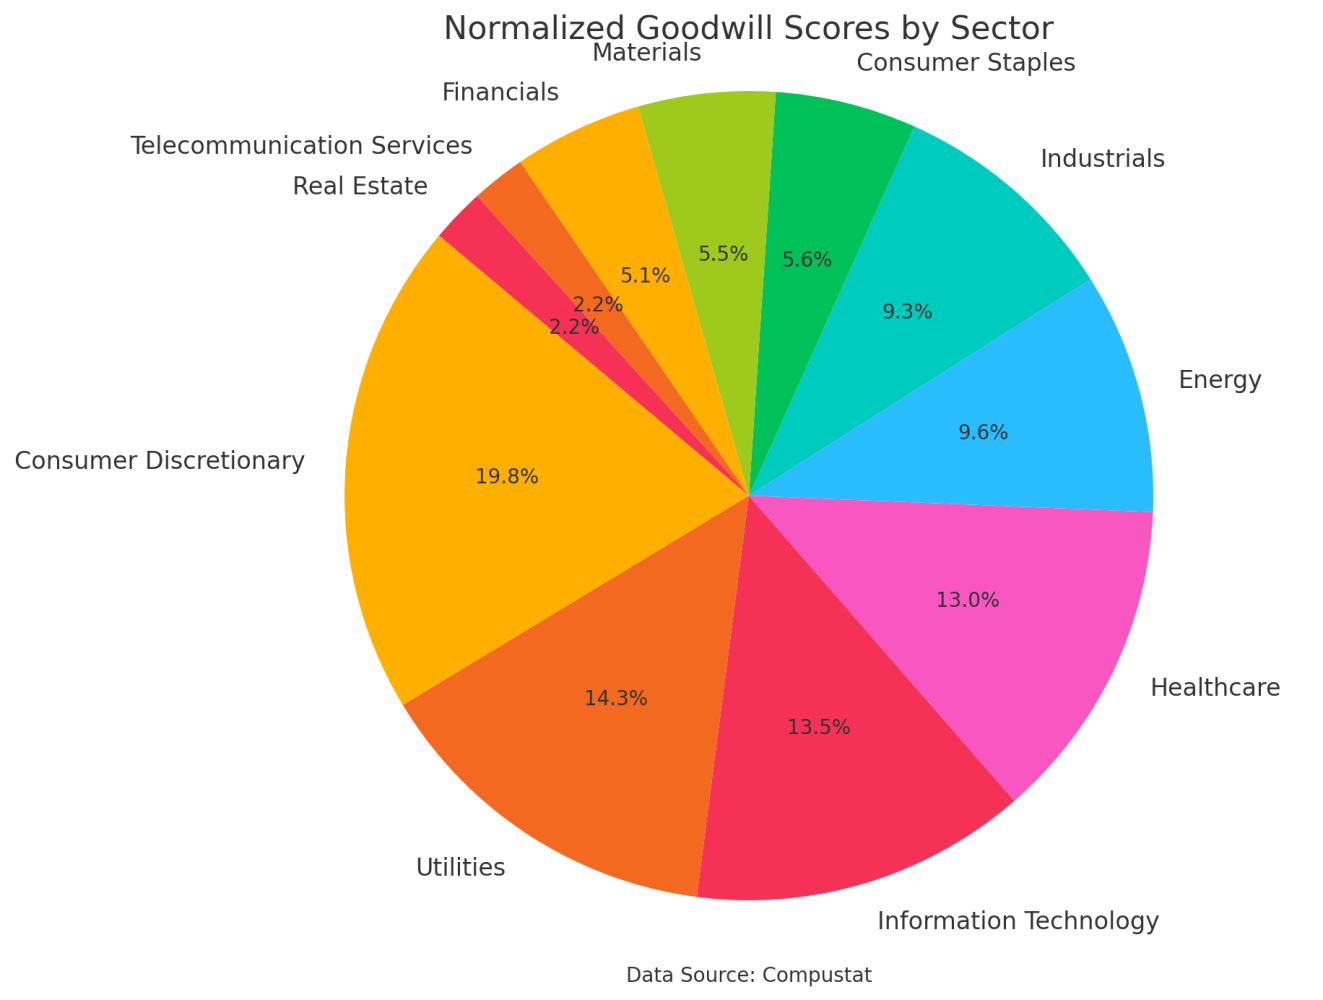 Normalized Goodwill Scores by Sector
Materials
Consumer Staples
Financials
Telecommunication Services
Industrials
Real Estate
5.5%
5.6%
5.1%
2.2%
9.3%
2.2%
Energy
9.6%
Consumer Discretionary
19.8%
13.0%
Healthcare
14.3%
13.5%
Utilities
Information Technology
Data Source: Compustat